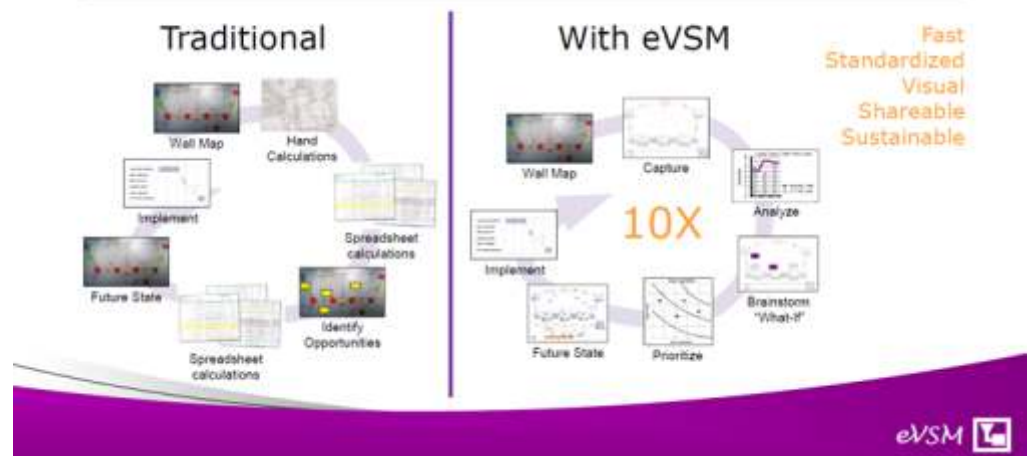 Traditional
Wall Map
Hand
Calculations
Spreadsheet
calculations
Identify
Opportunities
Spreadsheet
calculations
Future State
Implement
With eVSM
Fast
Standardized
Visual
Shareable
Sustainable
Wall Map
Capture
Analyze
Brainstorm
"What-If"
Prioritize
Future State
Implement
10X
eVSM